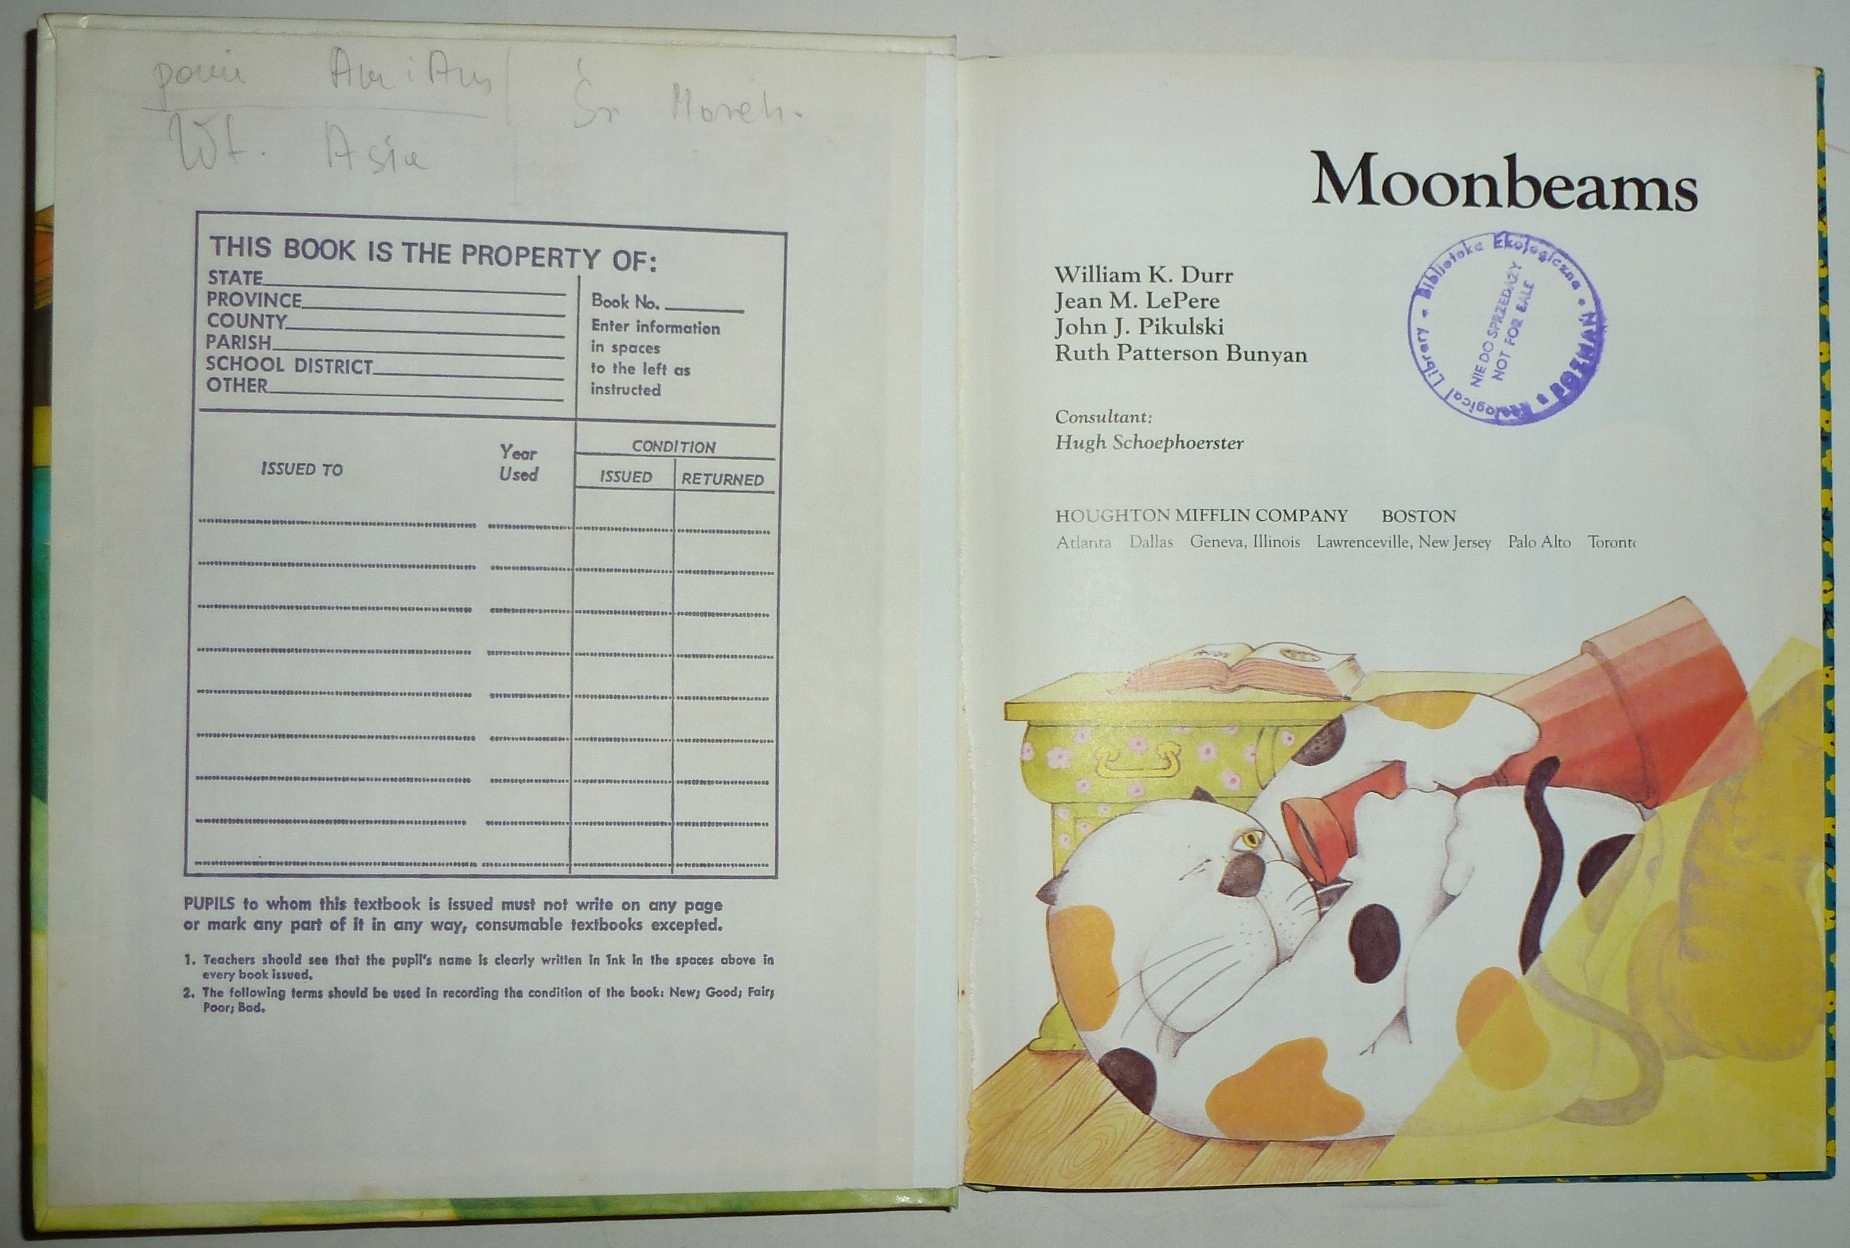 Wt. Asia
THIS BOOK IS THE PROPERTY OF:
STATE
PROVINCE
COUNTY
PARISH
SCHOOL DISTRICT
OTHER
Book No.
Enter information
in spaces
to the left as
instructed
ISSUED TO
Year
Used
CONDITION
ISSUED
RETURNED
PUPILS to whom this textbook is issued must not write on any page
or mark any part of it in any way, consumable textbooks excepted.
1. Teachers should see that the pupil's name is clearly written in ink in the spaces above in
every book issued.
2. The following terms should be used in recording the condition of the book: New; Good; Fair;
Poor; Bad.
Moonbeams
William K. Durr
Jean M. LePere
John J. Pikulski
Ruth Patterson Bunyan
Biblioteka Ekologiczna • POZNAŃ • Ecological Library •
NIE DO SPRZEDAŻY
NOT FOR SALE
Consultant:
Hugh Schoephoerster
HOUGHTON MIFFLIN COMPANY BOSTON
Atlanta Dallas Geneva, Illinois Lawrenceville, New Jersey Palo Alto Toronto